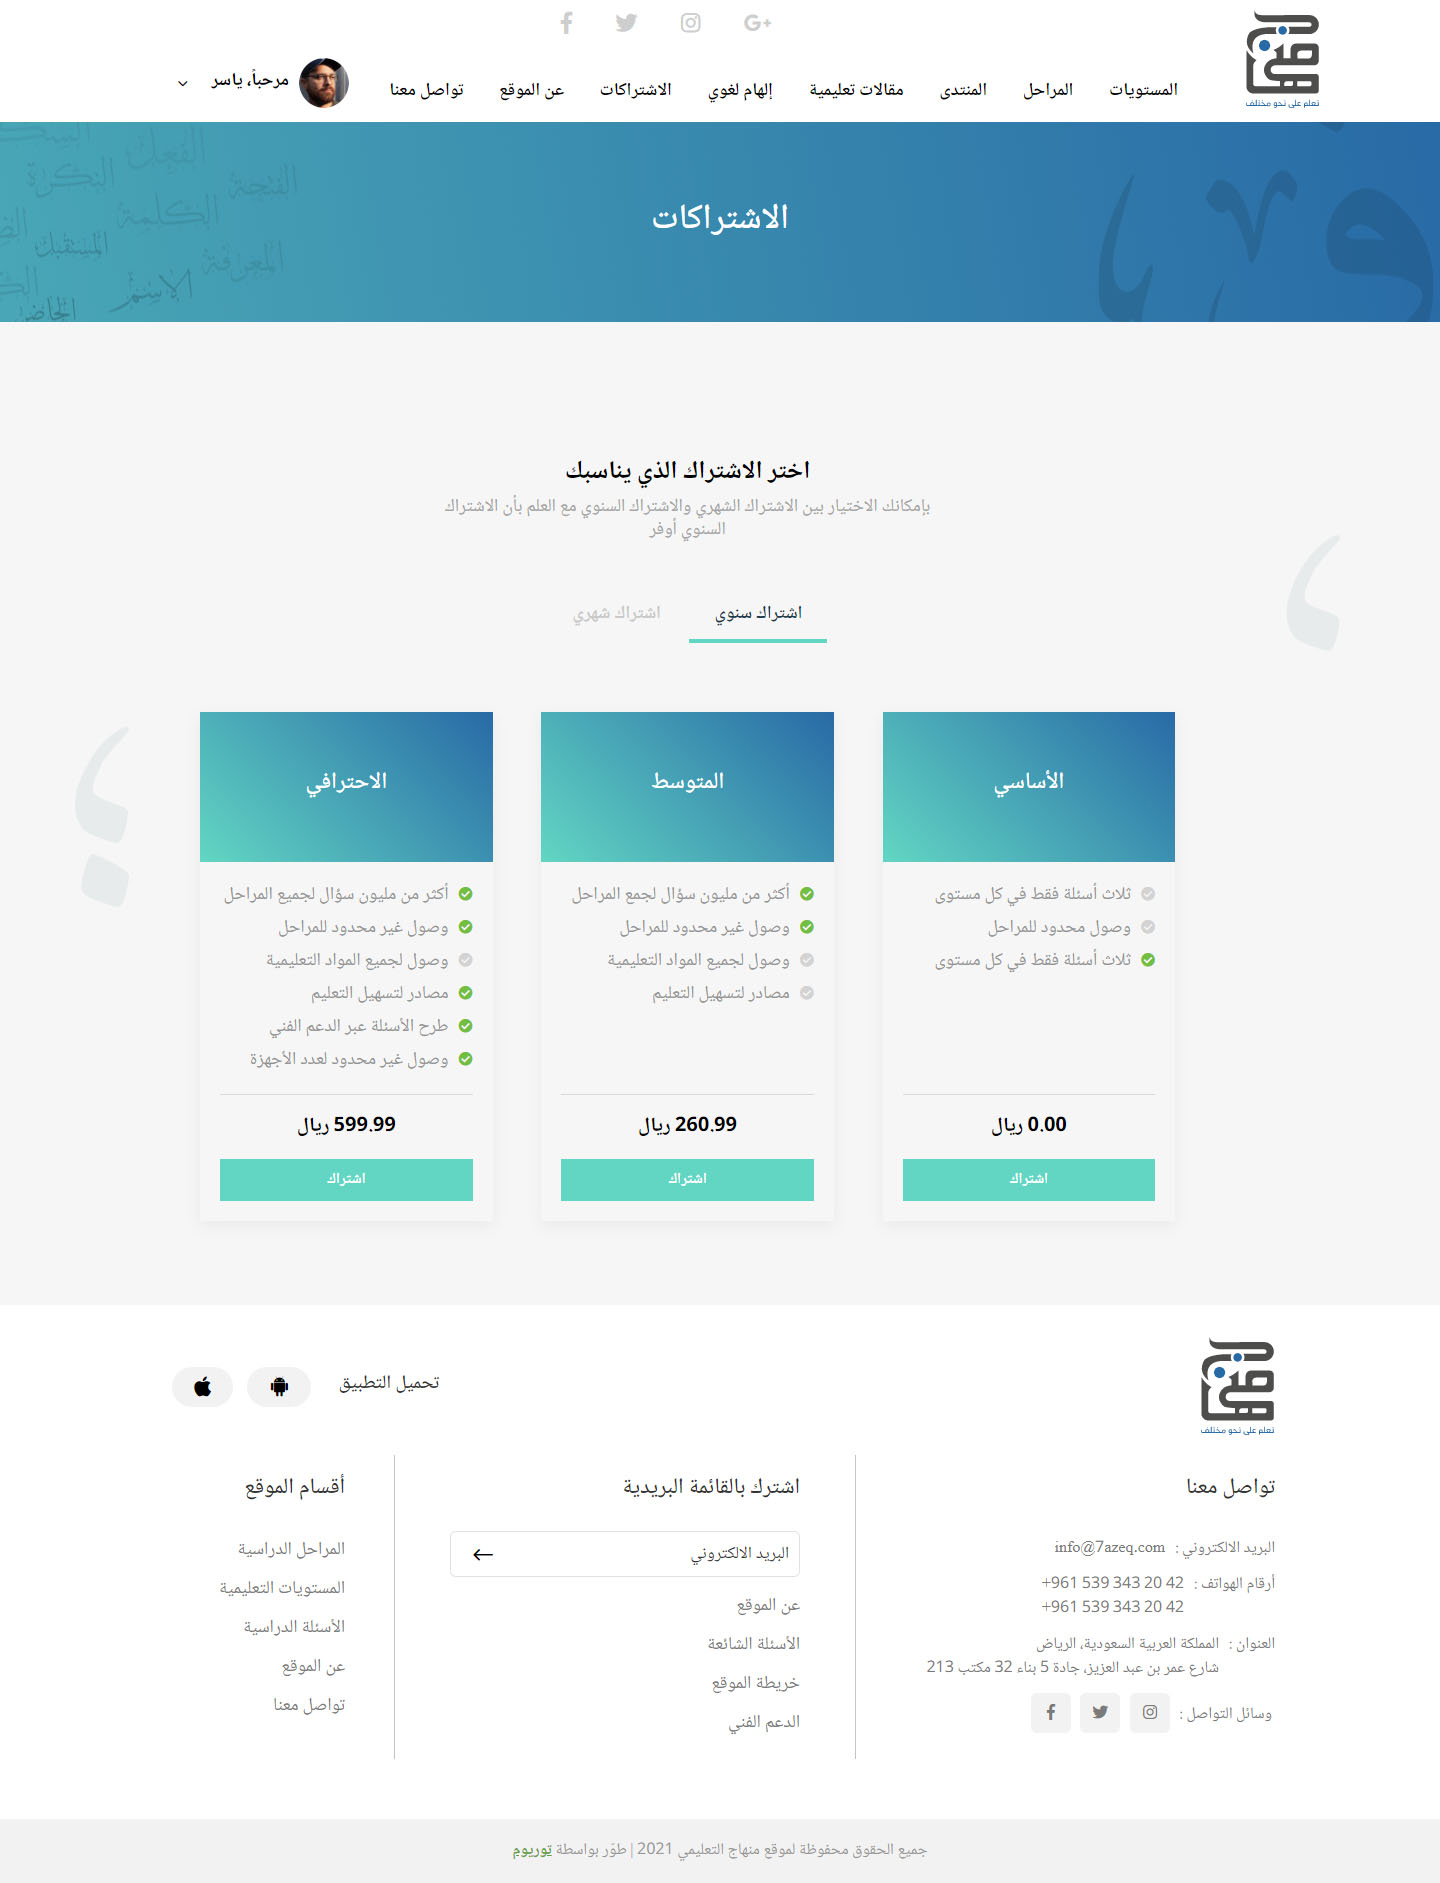 تعلم على نحو مختلف
المستويات
المراحل
المنتدى
مقالات تعليمية
إلهام لغوي
الاشتراكات
عن الموقع
تواصل معنا
مرحباً، ياسر
الاشتراكات
الفتحة
الكلمة
النكرة
الفعل
المعرفة
المستقبل
الاسم
اختر الاشتراك الذي يناسبك
بإمكانك الاختيار بين الاشتراك الشهري والاشتراك السنوي مع العلم بأن الاشتراك
السنوي أوفر
اشتراك سنوي
اشتراك شهري
الأساسي
ثلاث أسئلة فقط في كل مستوى
وصول محدود للمراحل
ثلاث أسئلة فقط في كل مستوى
0.00 ريال
اشتراك
المتوسط
أكثر من مليون سؤال لجمع المراحل
وصول غير محدود للمراحل
وصول لجميع المواد التعليمية
مصادر لتسهيل التعليم
260.99 ريال
اشتراك
الاحترافي
أكثر من مليون سؤال لجميع المراحل
وصول غير محدود للمراحل
وصول لجميع المواد التعليمية
مصادر لتسهيل التعليم
طرح الأسئلة عبر الدعم الفني
وصول غير محدود لعدد الأجهزة
599.99 ريال
اشتراك
تعلم على نحو مختلف
تحميل التطبيق
تواصل معنا
البريد الالكتروني : info@7azeq.com
أرقام الهواتف : +961 539 343 20 42
+961 539 343 20 42
العنوان : المملكة العربية السعودية، الرياض
شارع عمر بن عبد العزيز، جادة 5 بناء 32 مكتب 213
وسائل التواصل :
اشترك بالقائمة البريدية
البريد الالكتروني
عن الموقع
الأسئلة الشائعة
خريطة الموقع
الدعم الفني
أقسام الموقع
المراحل الدراسية
المستويات التعليمية
الأسئلة الدراسية
عن الموقع
تواصل معنا
جميع الحقوق محفوظة لموقع منهاج التعليمي 2021 | طوّر بواسطة توريوم